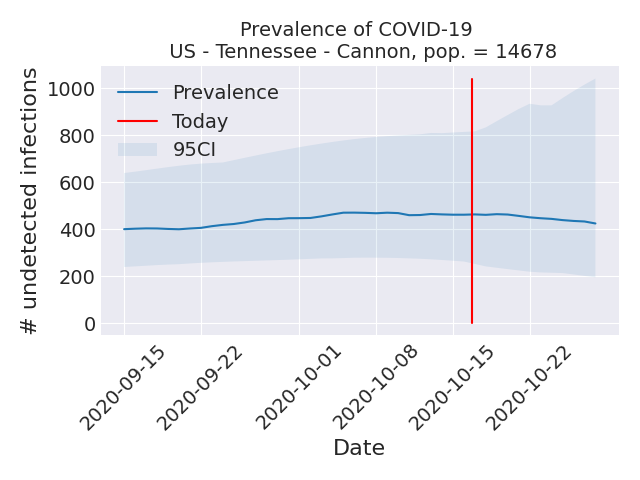 Prevalence of COVID-19
US - Tennessee - Cannon, pop. = 14678
# undetected infections
1000
800
600
400
200
0
Prevalence
Today
95CI
2020-09-15
2020-09-22
2020-10-01
2020-10-08
2020-10-15
2020-10-22
Date